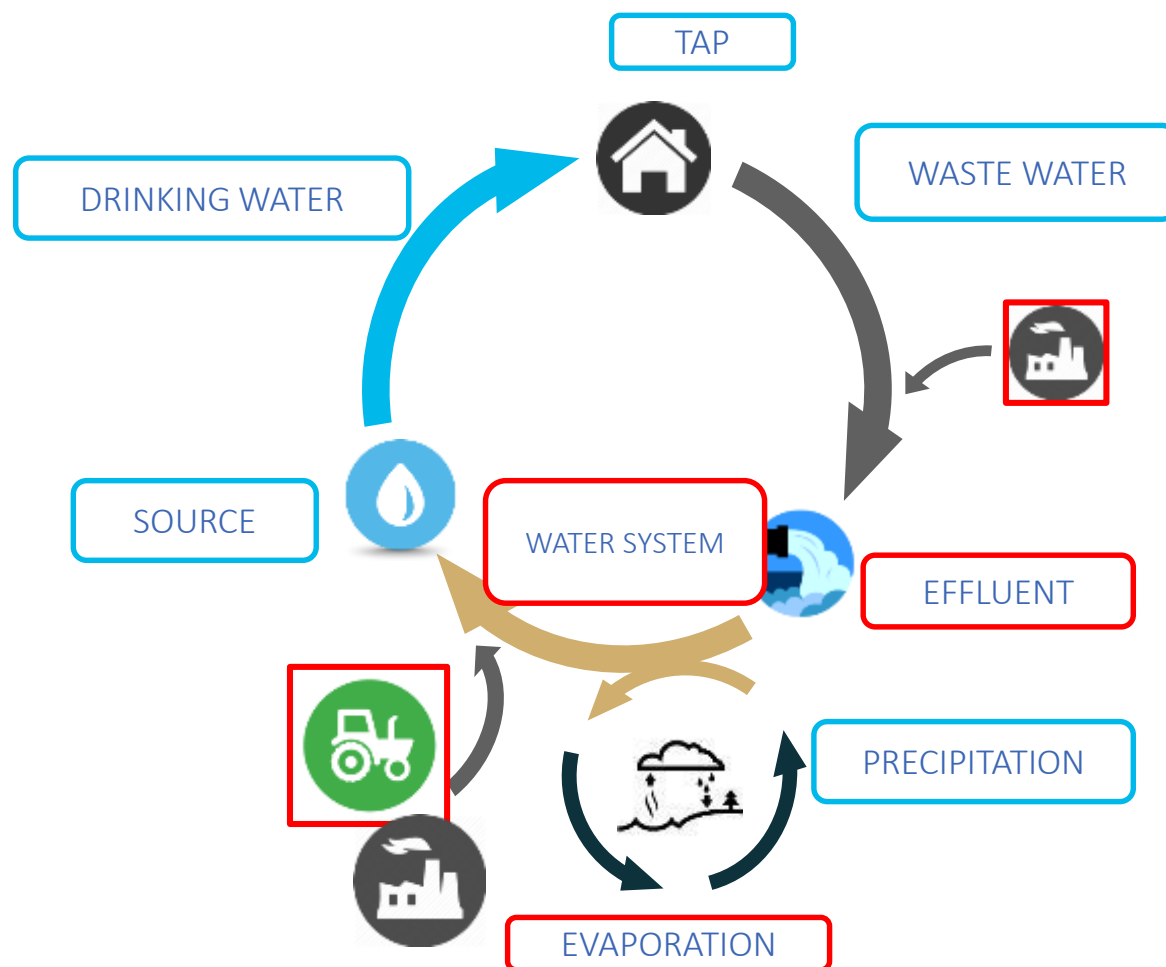 TAP
WASTE WATER
DRINKING WATER
SOURCE
WATER SYSTEM
EFFLUENT
PRECIPITATION
EVAPORATION